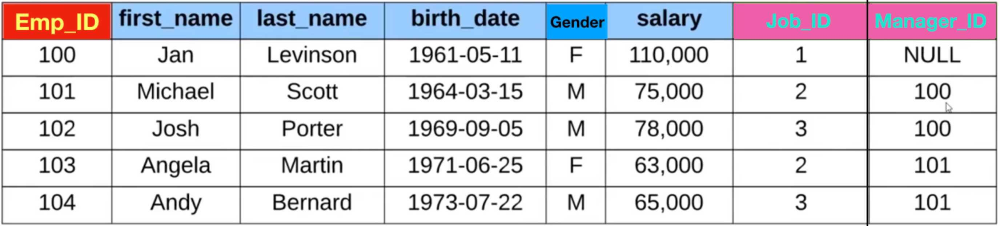 Emp_ID first_name last_name birth_date Gender salary Job_ID Manager_ID
100 Jan Levinson 1961-05-11 F 110,000 1 NULL
101 Michael Scott 1964-03-15 M 75,000 2 100
102 Josh Porter 1969-09-05 M 78,000 3 100
103 Angela Martin 1971-06-25 F 63,000 2 101
104 Andy Bernard 1973-07-22 M 65,000 3 101